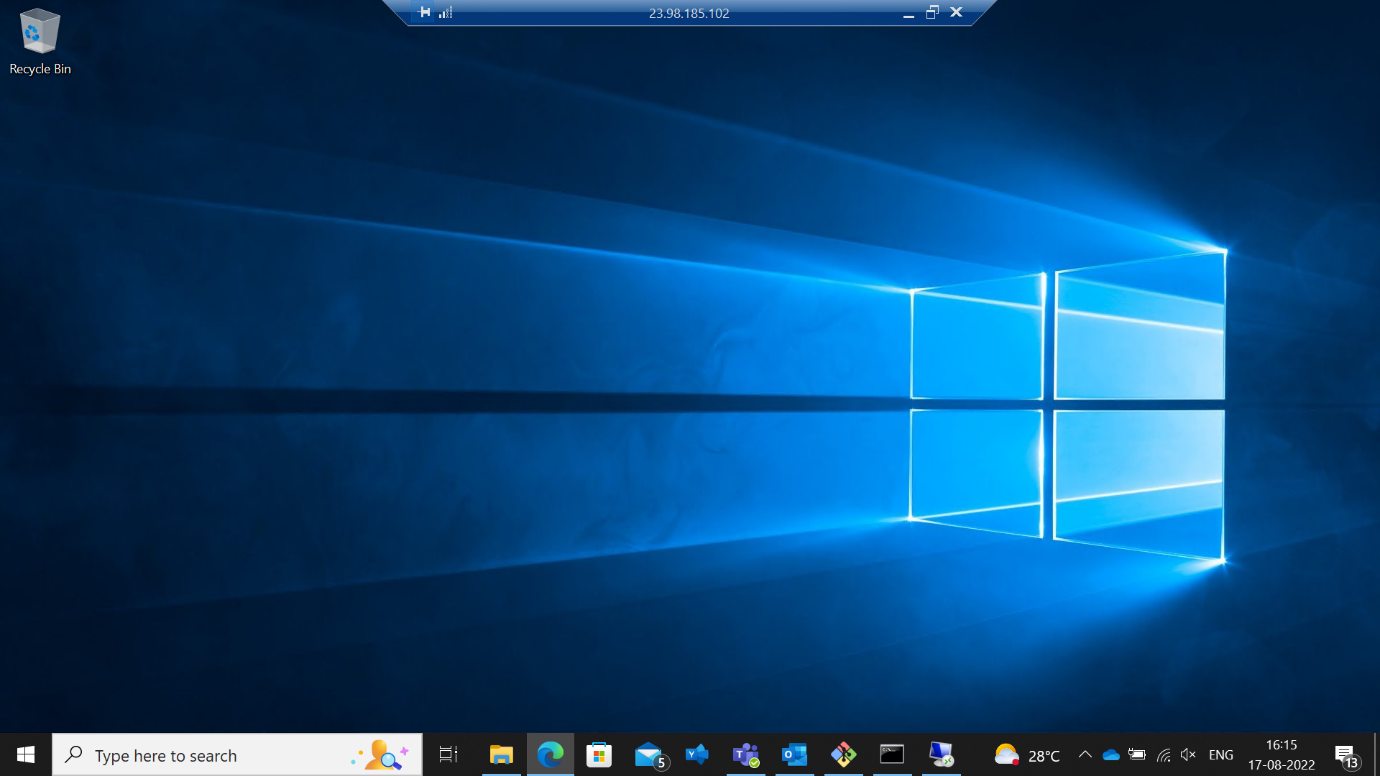 23.98.185.102
Recycle Bin
Type here to search
5
28°C
ENG
16:15
17-08-2022
13